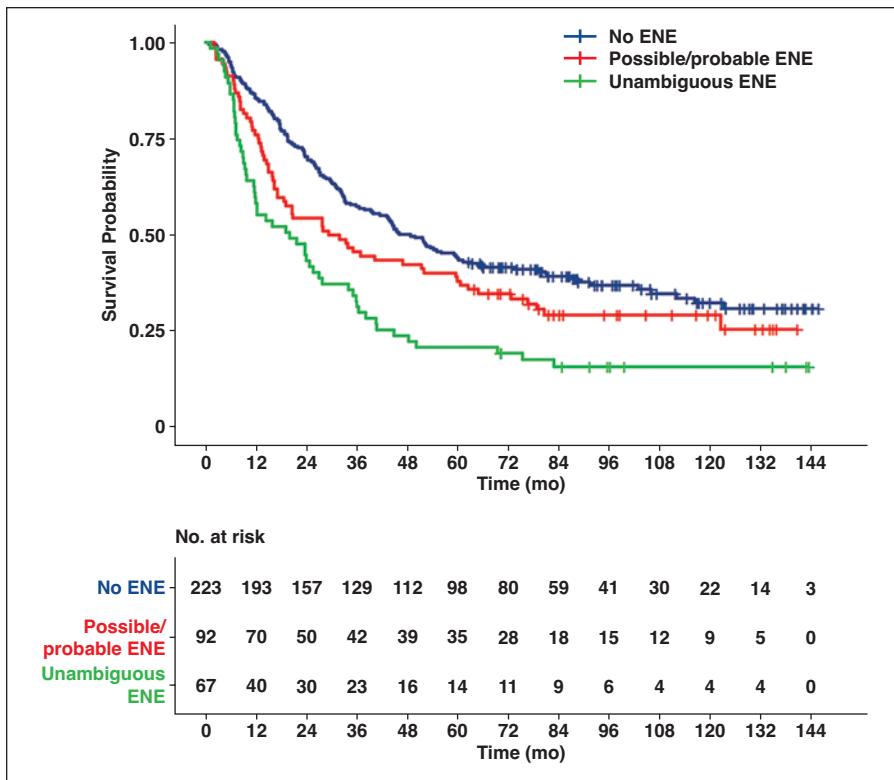 No ENE
Possible/probable ENE
Unambiguous ENE
Survival Probability
1.00
0.75
0.50
0.25
0
0 12 24 36 48 60 72 84 96 108 120 132 144
Time (mo)
No. at risk
No ENE 223 193 157 129 112 98 80 59 41 30 22 14 3
Possible/
probable ENE 92 70 50 42 39 35 28 18 15 12 9 5 0
Unambiguous
ENE 67 40 30 23 16 14 11 9 6 4 4 4 0
0 12 24 36 48 60 72 84 96 108 120 132 144
Time (mo)